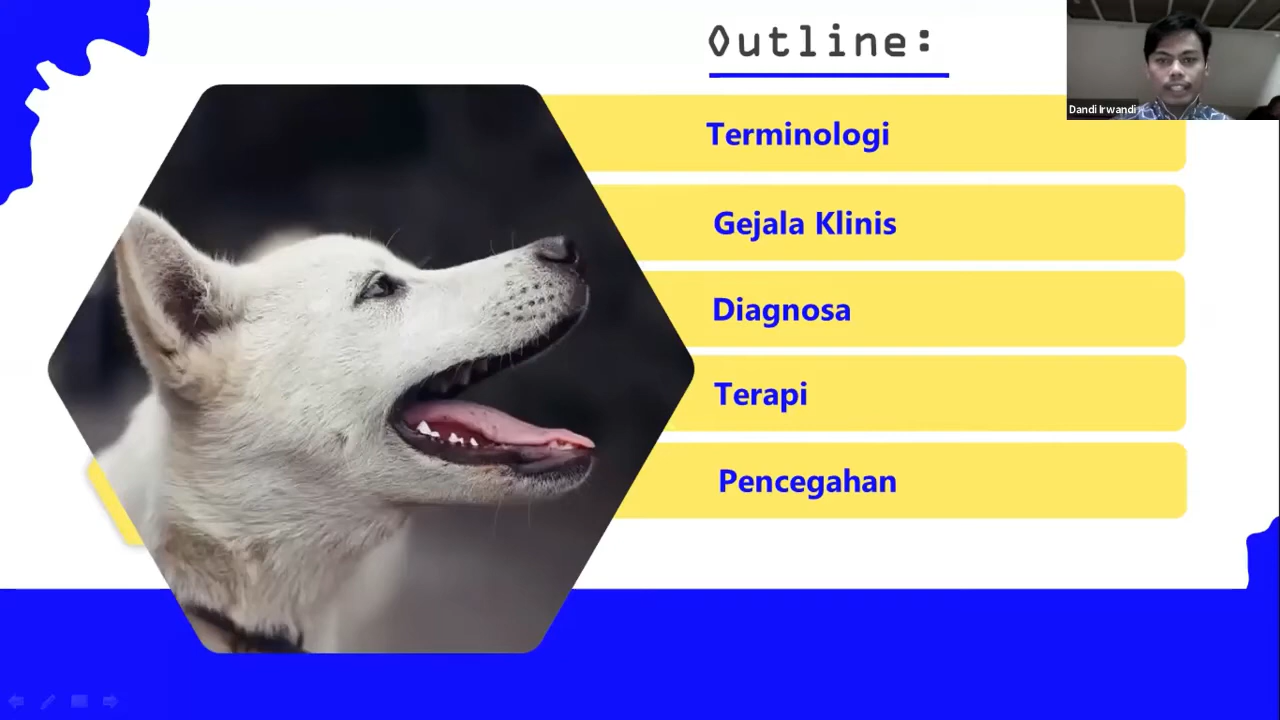 Outline:
Dandi Irwandi
Terminologi
Gejala Klinis
Diagnosa
Terapi
Pencegahan